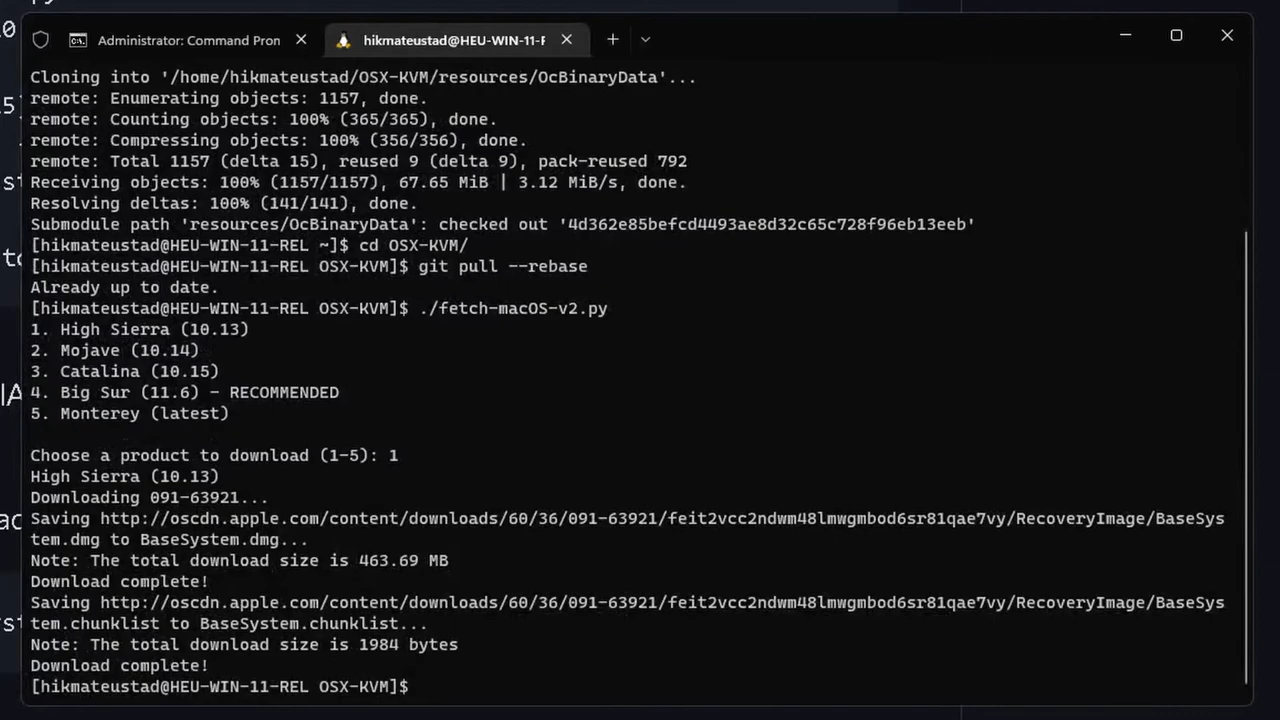 Administrator: Command Pron
hikmateustad@HEU-WIN-11-F
Cloning into '/home/hikmateustad/OSX-KVM/resources/OcBinaryData'...
remote: Enumerating objects: 1157, done.
remote: Counting objects: 100% (365/365), done.
remote: Compressing objects: 100% (356/356), done.
remote: Total 1157 (delta 15), reused 9 (delta 9), pack-reused 792
Receiving objects: 100% (1157/1157), 67.65 MiB | 3.12 MiB/s, done.
Resolving deltas: 100% (141/141), done.
Submodule path 'resources/OcBinaryData': checked out '4d362e85befcd4493ae8d32c65c728f96eb13eeb'
[hikmateustad@HEU-WIN-11-REL ~]$ cd OSX-KVM/
[hikmateustad@HEU-WIN-11-REL OSX-KVM]$ git pull --rebase
Already up to date.
[hikmateustad@HEU-WIN-11-REL OSX-KVM]$ ./fetch-macOS-v2.py
1. High Sierra (10.13)
2. Mojave (10.14)
3. Catalina (10.15)
4. Big Sur (11.6) - RECOMMENDED
5. Monterey (latest)
Choose a product to download (1-5): 1
High Sierra (10.13)
Downloading 091-63921...
Saving http://oscdn.apple.com/content/downloads/60/36/091-63921/feit2vcc2ndwm48lmwgmbod6sr81qae7vy/RecoveryImage/BaseSys
tem.dmg to BaseSystem.dmg...
Note: The total download size is 463.69 MB
Download complete!
Saving http://oscdn.apple.com/content/downloads/60/36/091-63921/feit2vcc2ndwm48lmwgmbod6sr81qae7vy/RecoveryImage/BaseSys
tem.chunklist to BaseSystem.chunklist...
Note: The total download size is 1984 bytes
Download complete!
[hikmateustad@HEU-WIN-11-REL OSX-KVM]$